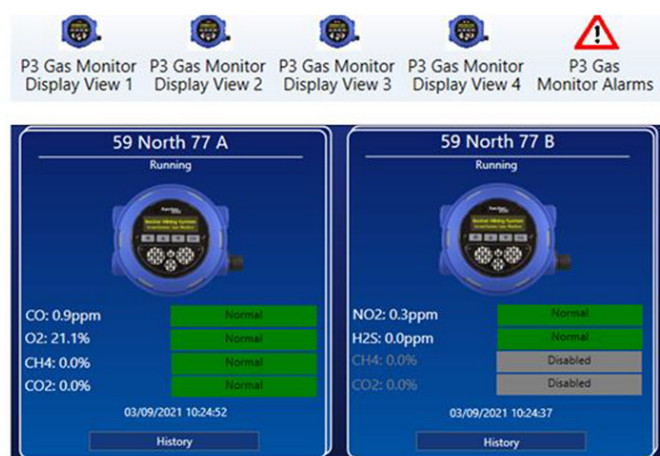 P3 Gas Monitor
Display View 1
P3 Gas Monitor
Display View 2
P3 Gas Monitor
Display View 3
P3 Gas Monitor
Display View 4
P3 Gas
Monitor Alarms
59 North 77 A
Running
CO: 0.9ppm Normal
O2: 21.1% Normal
CH4: 0.0% Normal
CO2: 0.0% Normal
03/09/2021 10:24:52
History
59 North 77 B
Running
NO2: 0.3ppm Normal
H2S: 0.0ppm Normal
CH4: 0.0% Disabled
CO2: 0.0% Disabled
03/09/2021 10:24:37
History